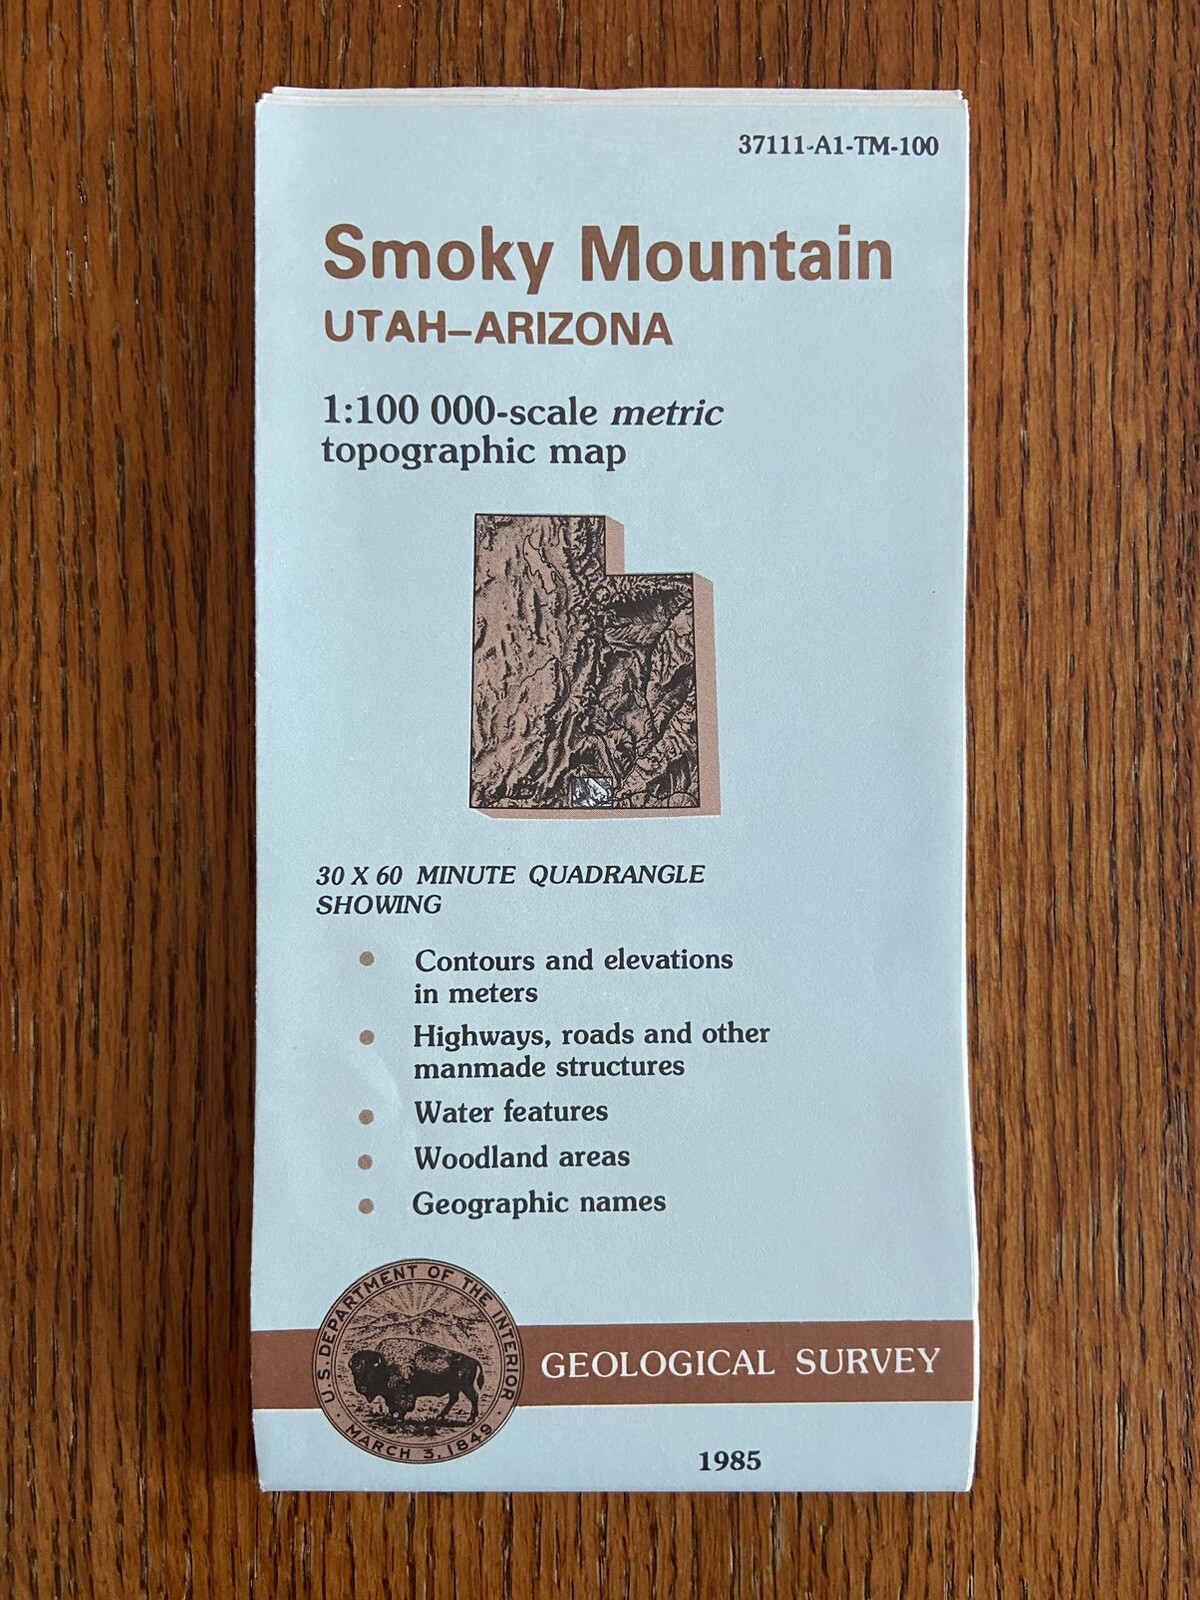 37111-A1-TM-100
Smoky Mountain
UTAH–ARIZONA
1:100 000-scale metric
topographic map
30 X 60 MINUTE QUADRANGLE
SHOWING
Contours and elevations
in meters
Highways, roads and other
manmade structures
Water features
Woodland areas
Geographic names
U.S. DEPARTMENT OF THE INTERIOR
MARCH 3, 1849
GEOLOGICAL SURVEY
1985